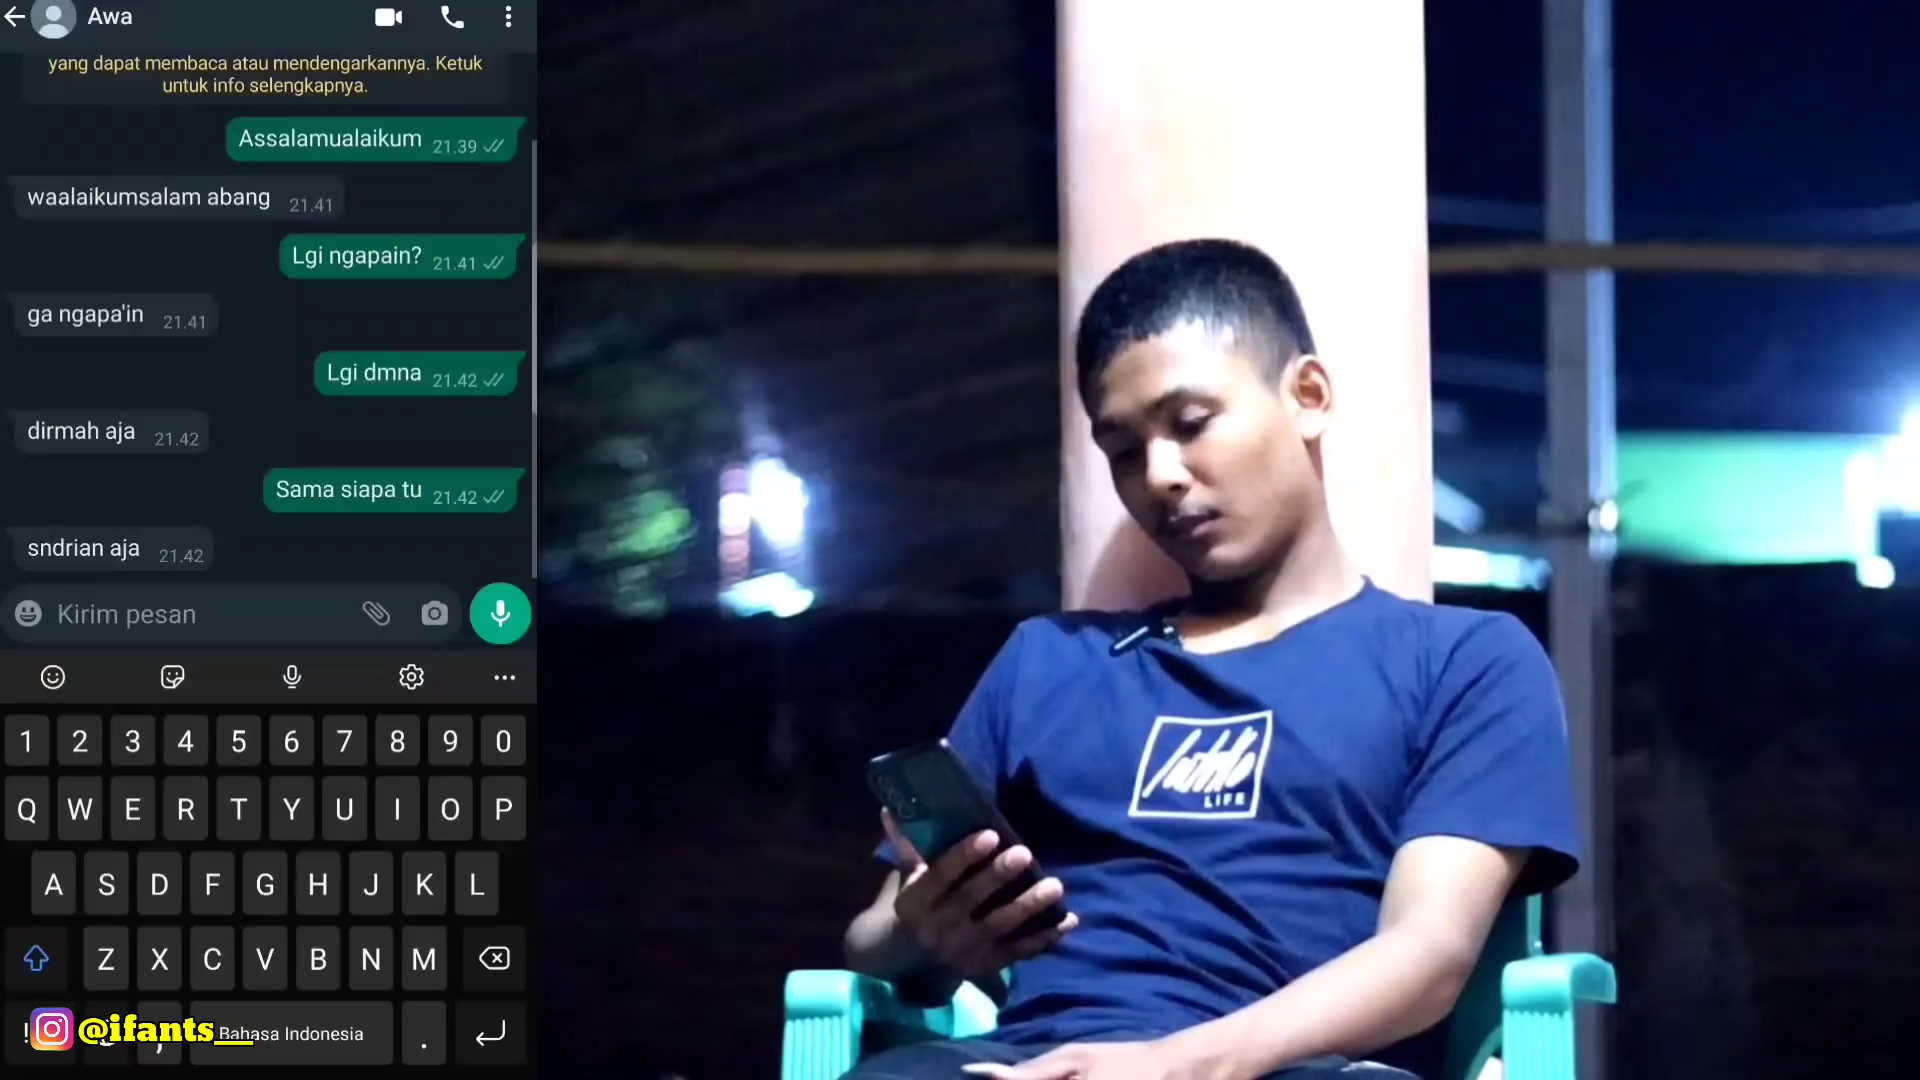 Awa
yang dapat membaca atau mendengarkannya. Ketuk
untuk info selengkapnya.
Assalamualaikum 21.39
waalaikumsalam abang 21.41
Lgi ngapain? 21.41
ga ngapa'in 21.41
Lgi dmna 21.42
dirmah aja 21.42
Sama siapa tu 21.42
sndrian aja 21.42
Kirim pesan
1 2 3 4 5 6 7 8 9 0
Q W E R T Y U I O P
A S D F G H J K L
Z X C V B N M
@ifants__
Bahasa Indonesia
.
LIFE